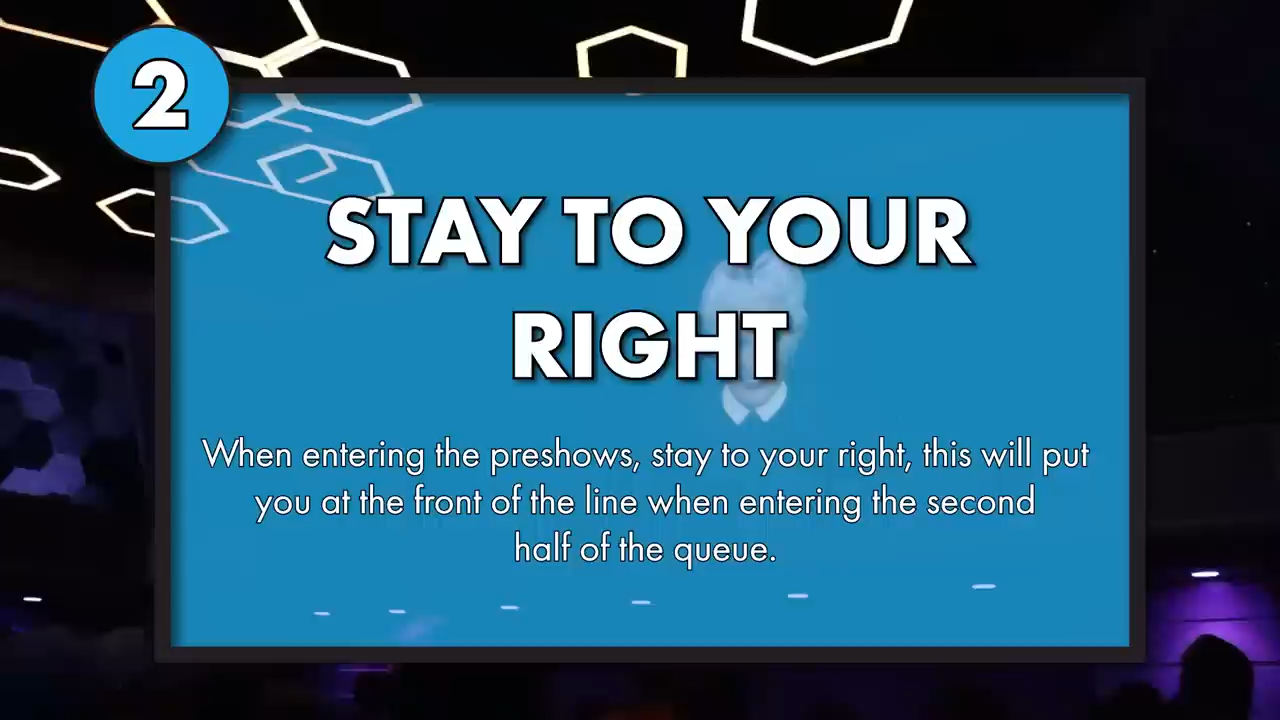 2
STAY TO YOUR
RIGHT
When entering the preshows, stay to your right, this will put
you at the front of the line when entering the second
half of the queue.